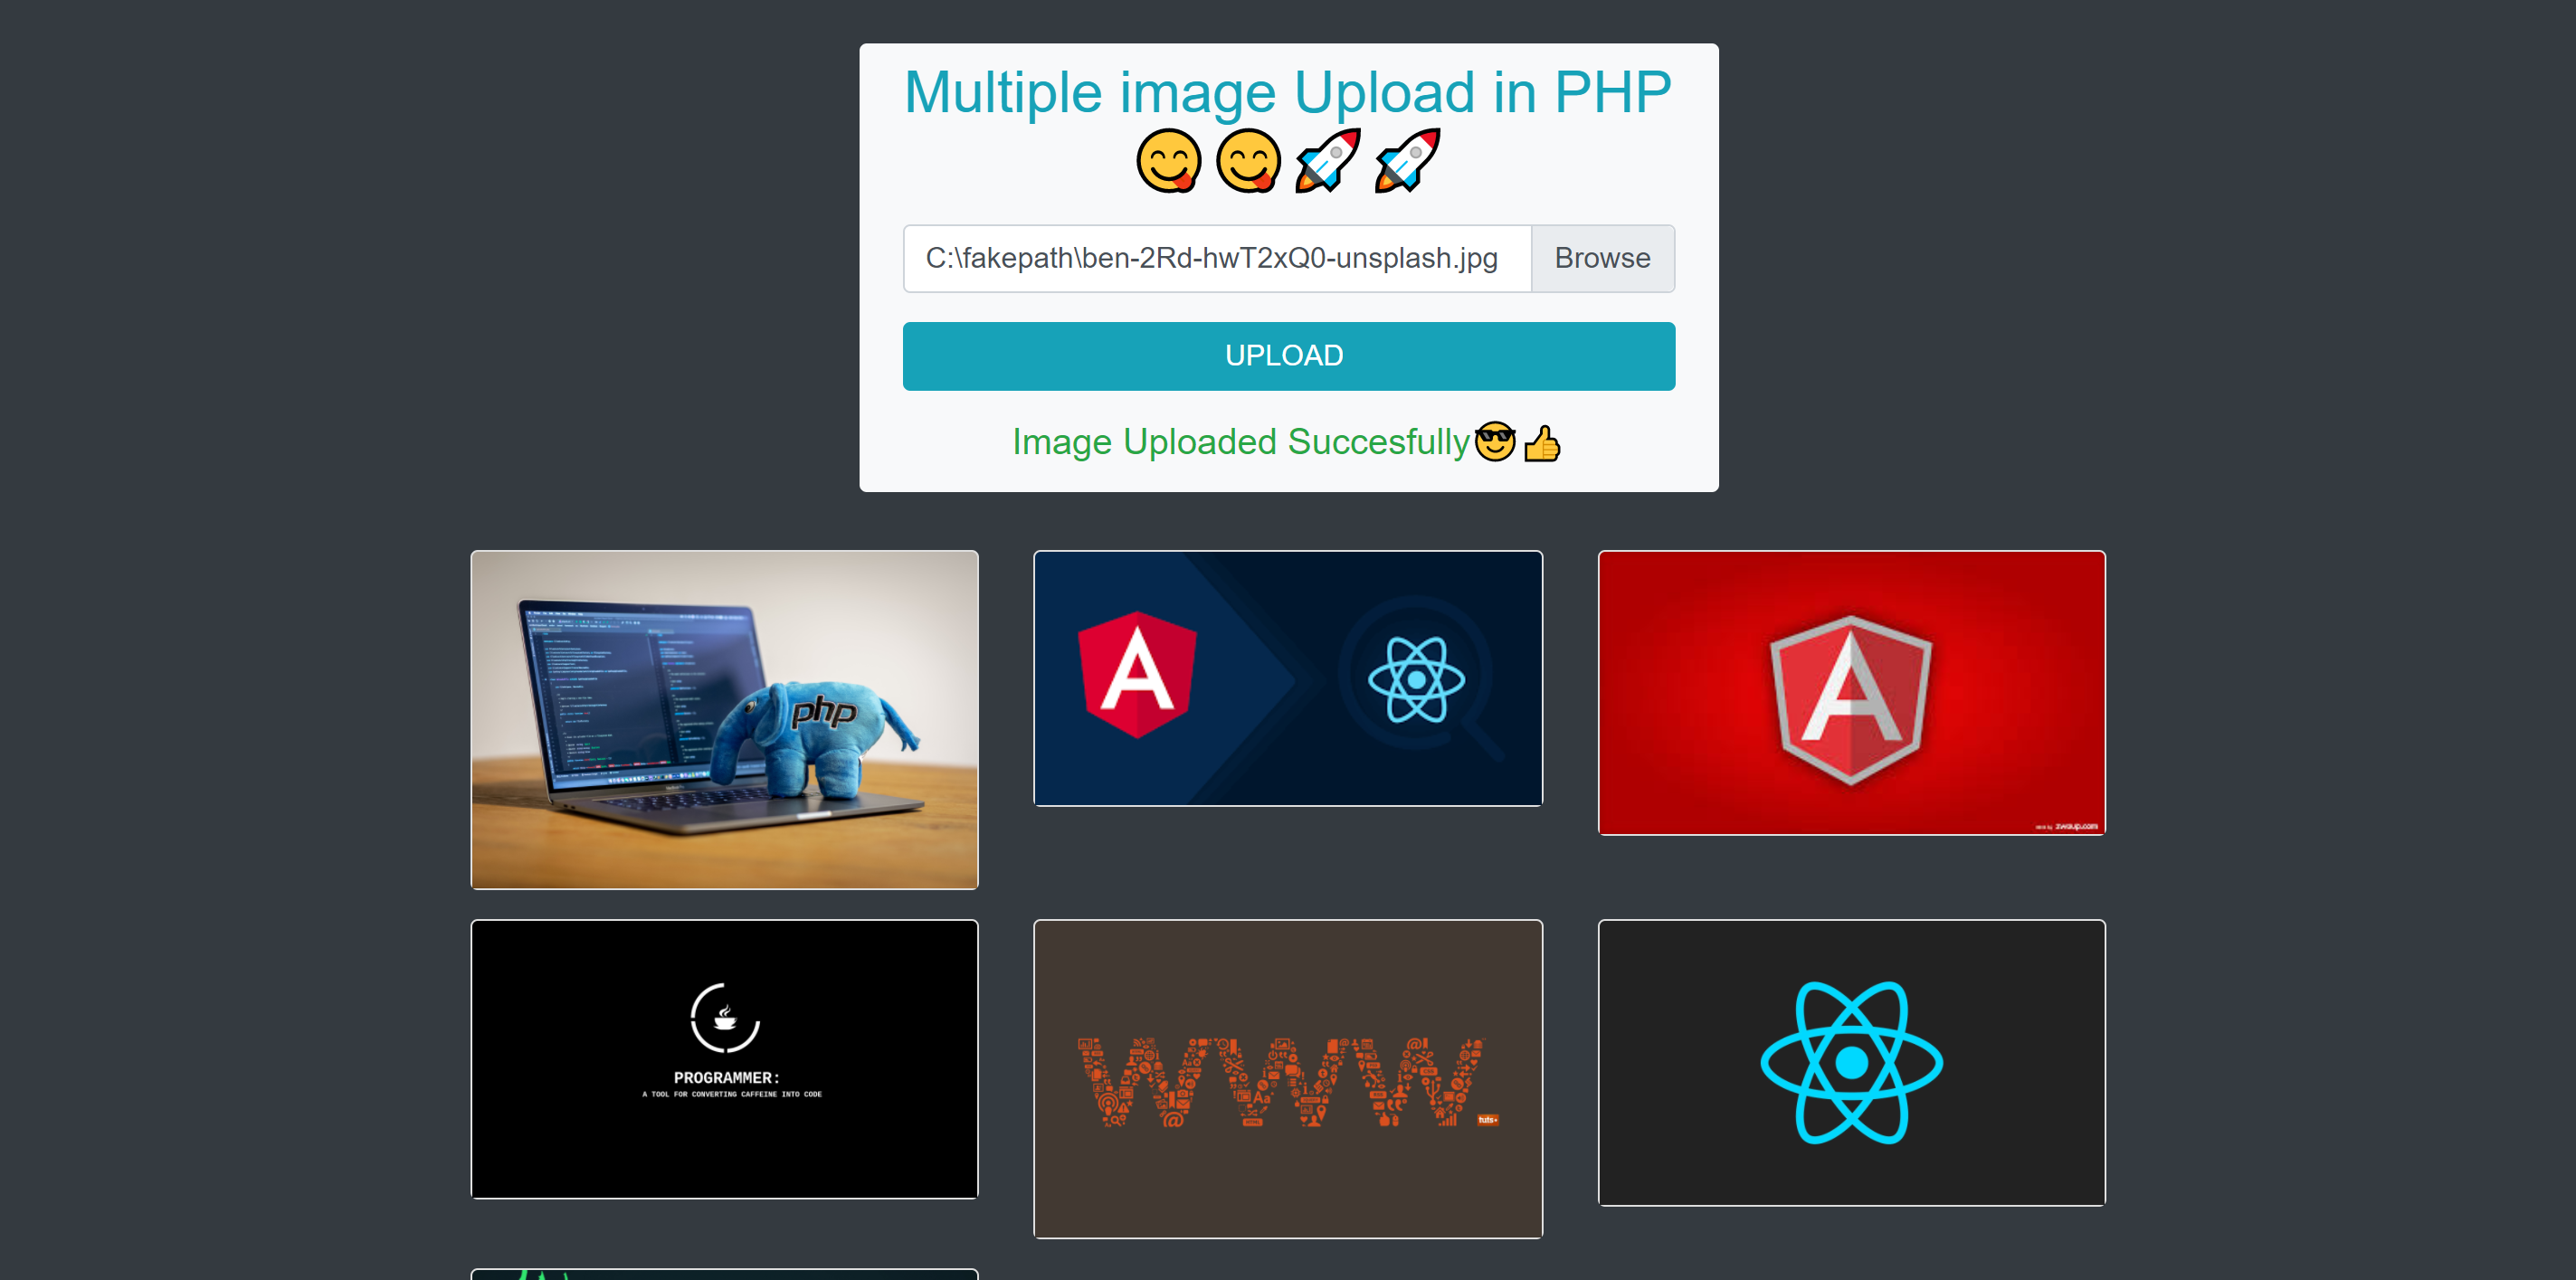 Multiple image Upload in PHP
😋😋🚀🚀
C:\fakepath\ben-2Rd-hwT2xQ0-unsplash.jpg Browse
UPLOAD
Image Uploaded Succesfully😎👍
php
PROGRAMMER:
A TOOL FOR CONVERTING CAFFEINE INTO CODE
www
tuts+